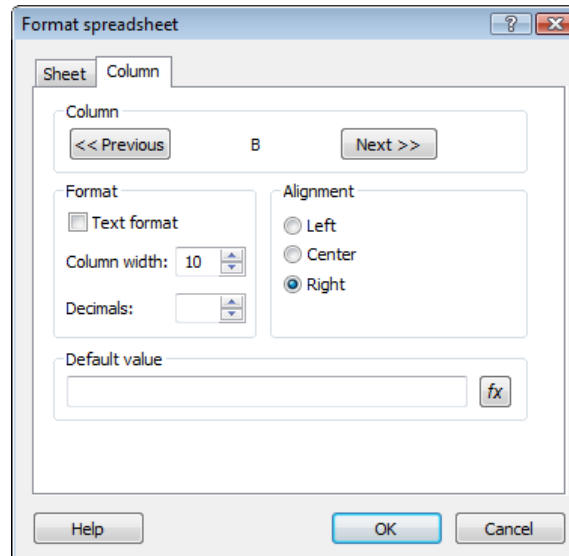 Format spreadsheet
Sheet Column
Column
<< Previous B Next >>
Format
Text format
Column width: 10
Decimals:
Alignment
Left
Center
Right
Default value
fx
Help OK Cancel